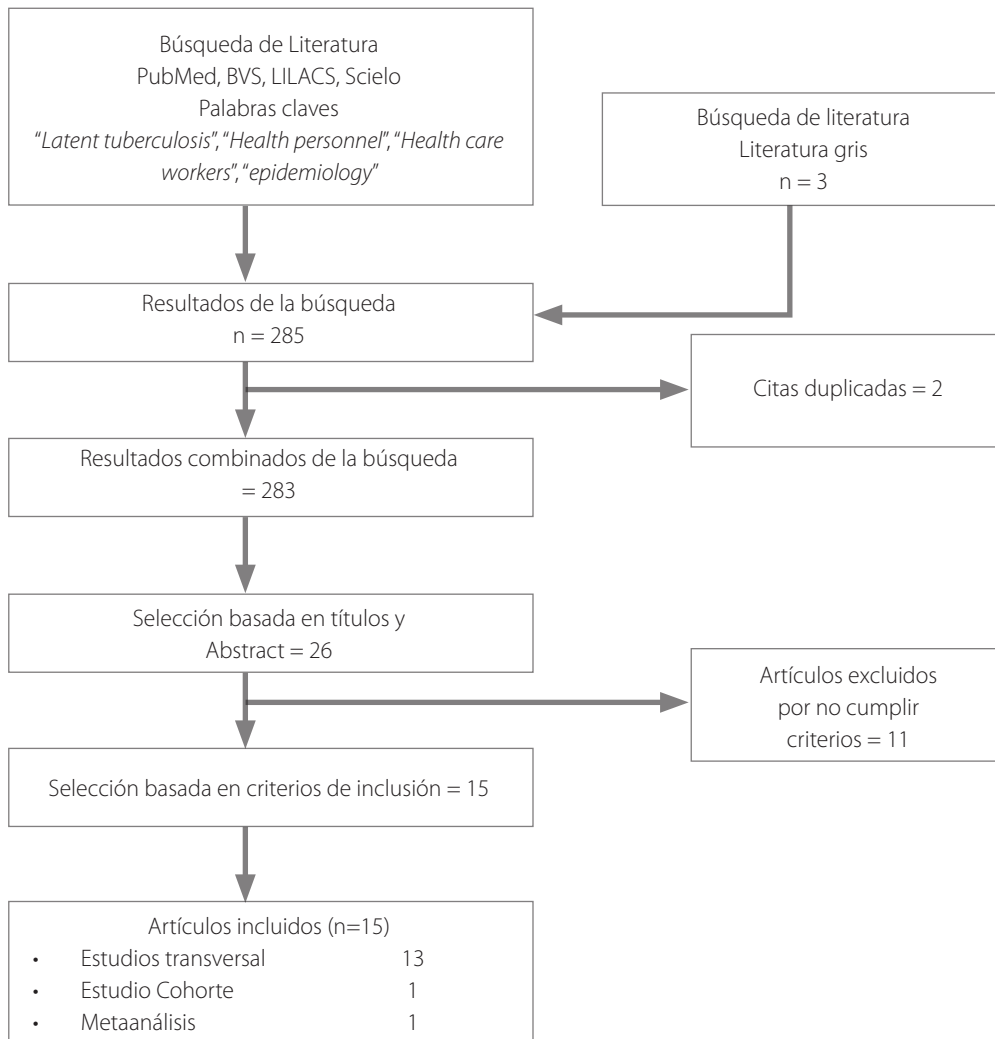 Búsqueda de Literatura
PubMed, BVS, LILACS, Scielo
Palabras claves
“Latent tuberculosis”, “Health personnel”, “Health care
workers”, “epidemiology”
Búsqueda de literatura
Literatura gris
n = 3
Resultados de la búsqueda
n = 285
Citas duplicadas = 2
Resultados combinados de la búsqueda
= 283
Selección basada en títulos y
Abstract = 26
Artículos excluidos
por no cumplir
criterios = 11
Selección basada en criterios de inclusión = 15
Artículos incluidos (n=15)
• Estudios transversal 13
• Estudio Cohorte 1
• Metaanálisis 1